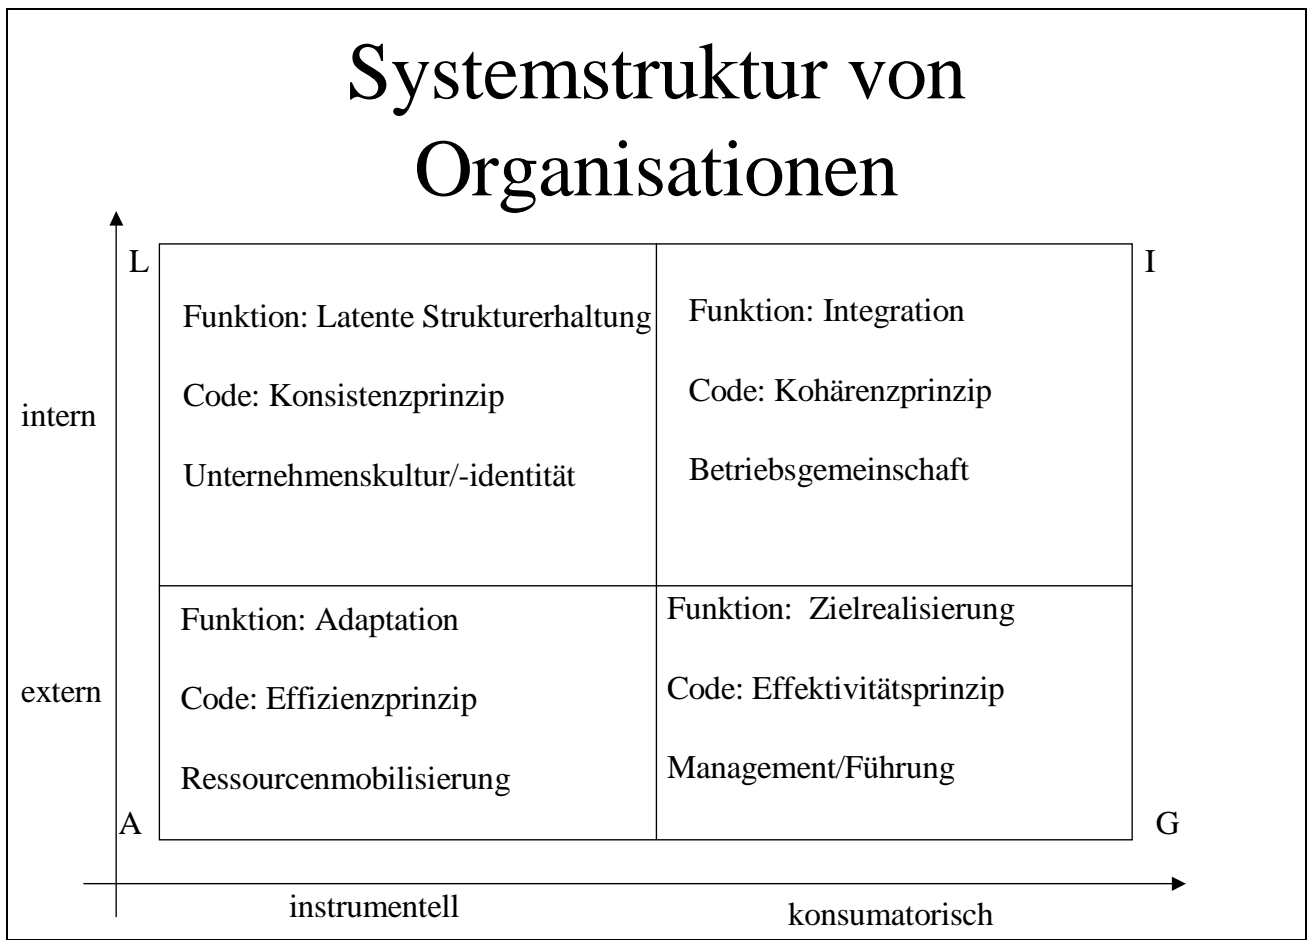 Systemstruktur von
Organisationen
L
I
Funktion: Latente Strukturerhaltung
Code: Konsistenzprinzip
Unternehmenskultur/-identität
Funktion: Integration
Code: Kohärenzprinzip
Betriebsgemeinschaft
intern
extern
Funktion: Adaptation
Code: Effizienzprinzip
Ressourcenmobilisierung
Funktion: Zielrealisierung
Code: Effektivitätsprinzip
Management/Führung
A
G
instrumentell
konsumatorisch